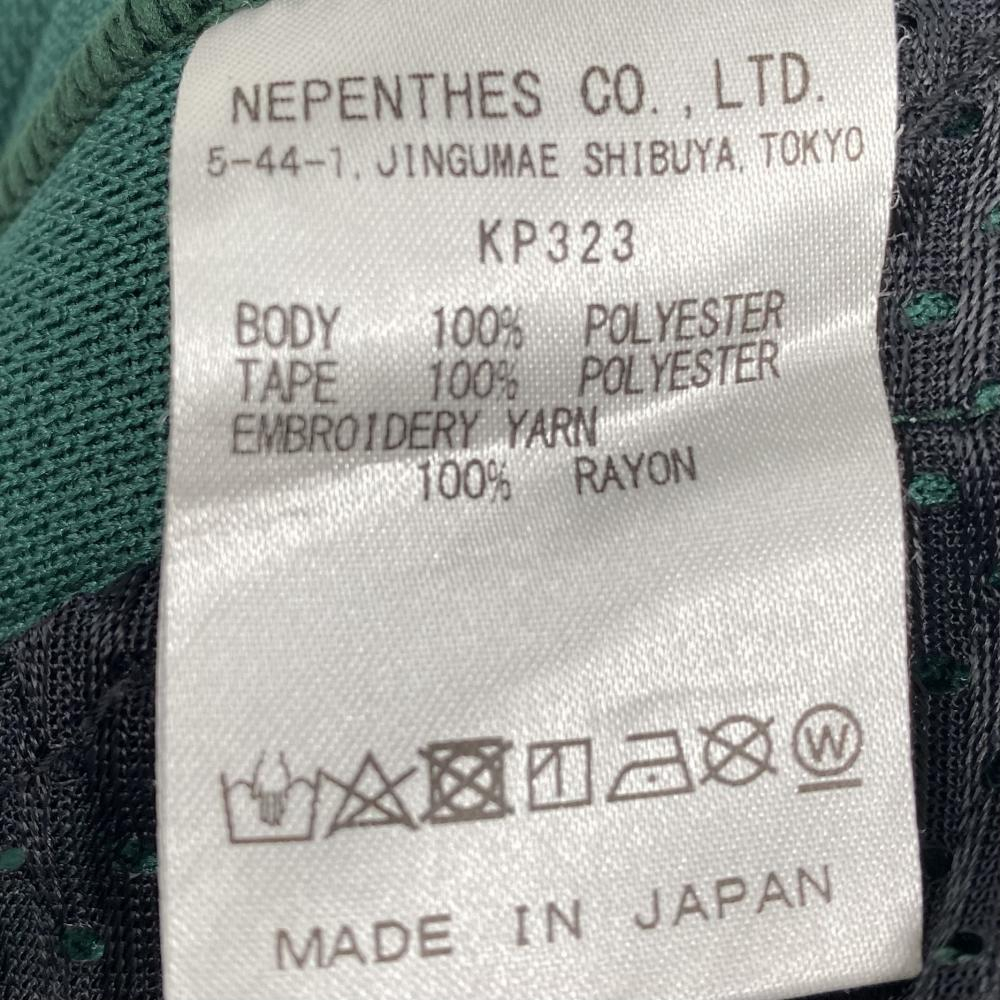 NEPENTHES CO., LTD.
5-44-1, JINGUMAE SHIBUYA, TOKYO
KP323
BODY 100% POLYESTER
TAPE 100% POLYESTER
EMBROIDERY YARN
100% RAYON
W
MADE IN JAPAN